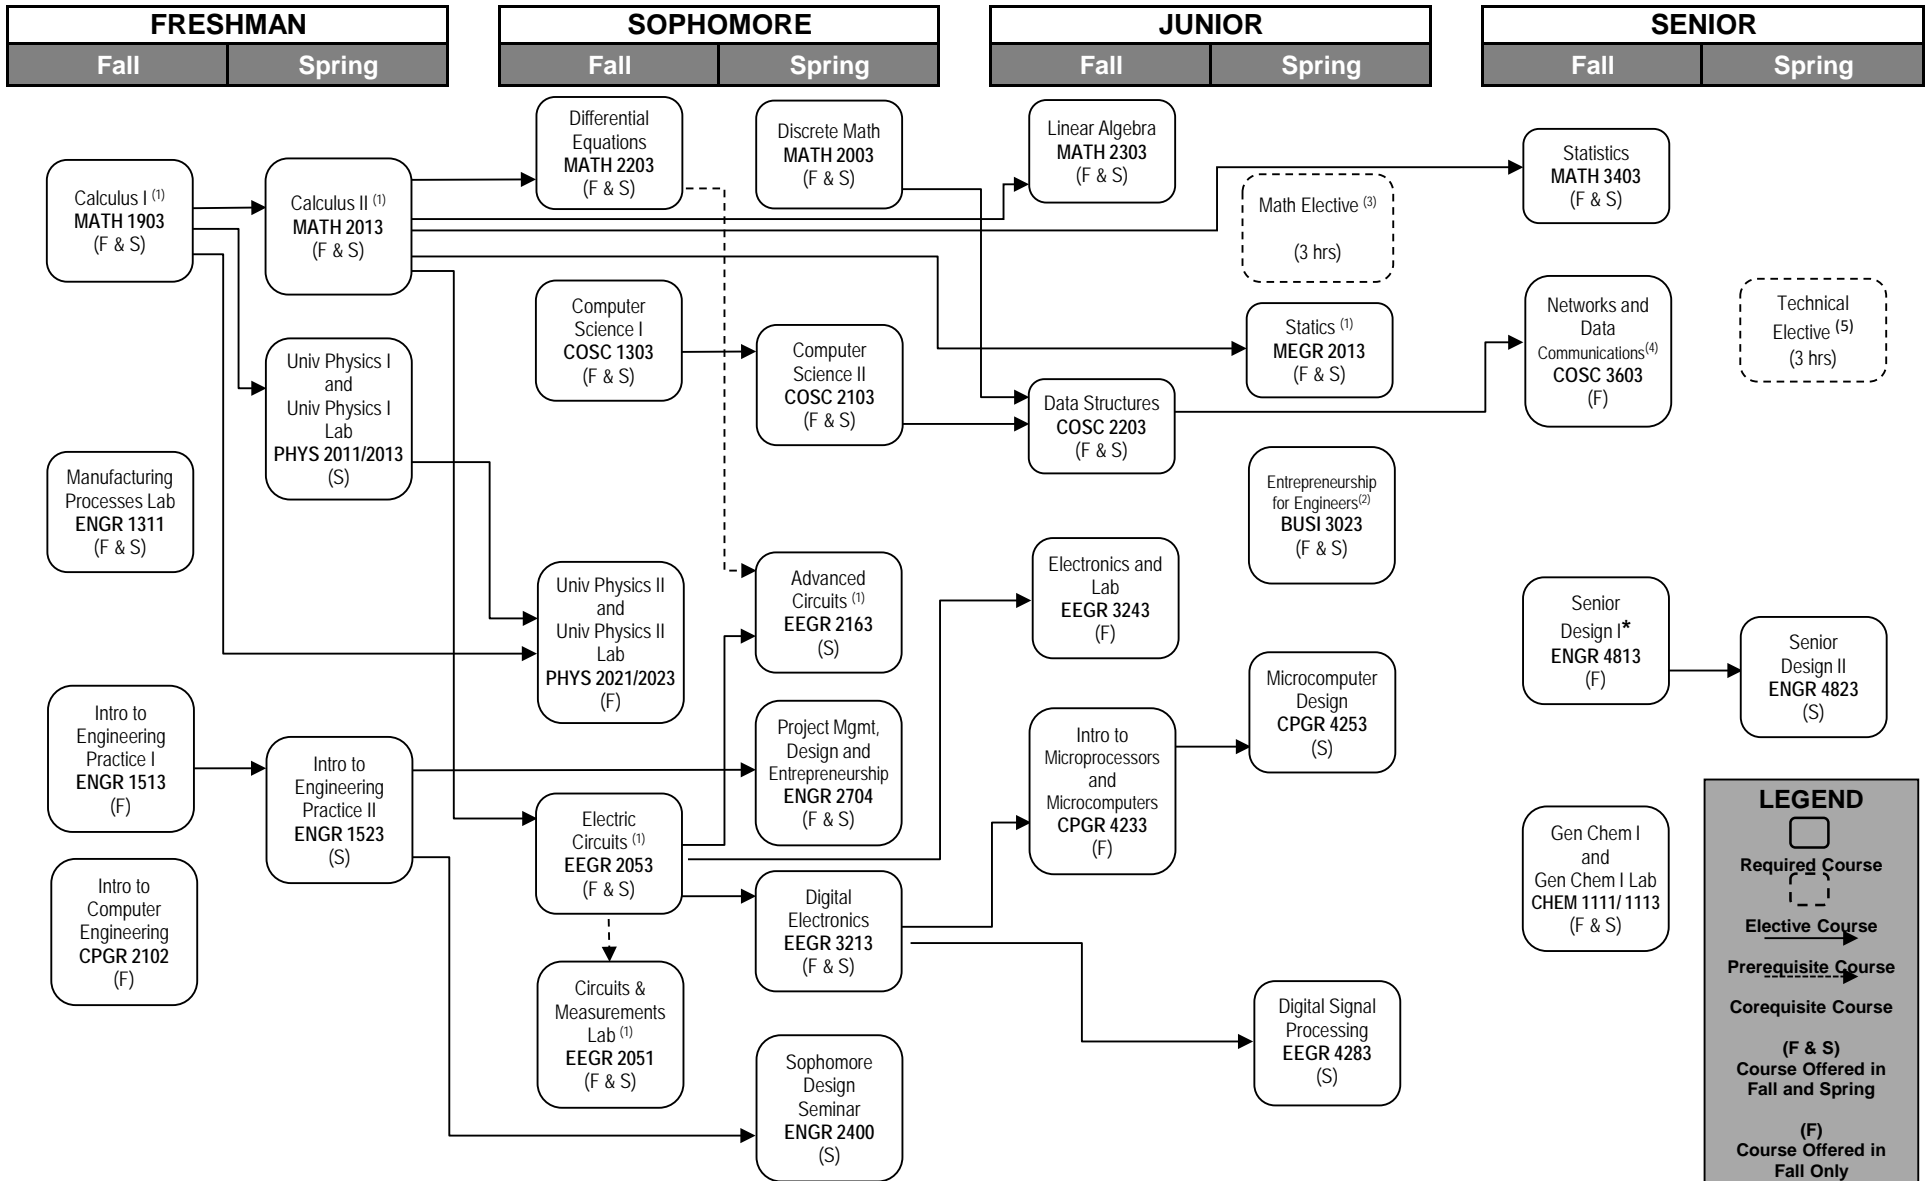 FRESHMAN
Fall
Spring
SOPHOMORE
Fall
Spring
JUNIOR
Fall
Spring
SENIOR
Fall
Spring
Calculus I (1)
MATH 1903
(F & S)
Manufacturing
Processes Lab
ENGR 1311
(F & S)
Intro to
Engineering
Practice I
ENGR 1513
(F)
Intro to
Computer
Engineering
CPGR 2102
(F)
Calculus II (1)
MATH 2013
(F & S)
Univ Physics I
and
Univ Physics I
Lab
PHYS 2011/2013
(S)
Intro to
Engineering
Practice II
ENGR 1523
(S)
Differential
Equations
MATH 2203
(F & S)
Computer
Science I
COSC 1303
(F & S)
Univ Physics II
and
Univ Physics II
Lab
PHYS 2021/2023
(F)
Electric
Circuits (1)
EEGR 2053
(F & S)
Circuits &
Measurements
Lab (1)
EEGR 2051
(F & S)
Discrete Math
MATH 2003
(F & S)
Computer
Science II
COSC 2103
(F & S)
Advanced
Circuits (1)
EEGR 2163
(S)
Project Mgmt,
Design and
Entrepreneurship
ENGR 2704
(F & S)
Digital
Electronics
EEGR 3213
(F & S)
Sophomore
Design
Seminar
ENGR 2400
(S)
Linear Algebra
MATH 2303
(F & S)
Data Structures
COSC 2203
(F & S)
Electronics and
Lab
EEGR 3243
(F)
Intro to
Microprocessors
and
Microcomputers
CPGR 4233
(F)
Math Elective (3)
(3 hrs)
Statics (1)
MEGR 2013
(F & S)
Entrepreneurship
for Engineers(2)
BUSI 3023
(F & S)
Microcomputer
Design
CPGR 4253
(S)
Digital Signal
Processing
EEGR 4283
(S)
Statistics
MATH 3403
(F & S)
Networks and
Data
Communications(4)
COSC 3603
(F)
Senior
Design I*
ENGR 4813
(F)
Gen Chem I
and
Gen Chem I Lab
CHEM 1111/ 1113
(F & S)
Technical
Elective (5)
(3 hrs)
Senior
Design II
ENGR 4823
(S)
LEGEND
Required Course
Elective Course
Prerequisite Course
Corequisite Course
(F & S)
Course Offered in
Fall and Spring
(F)
Course Offered in
Fall Only